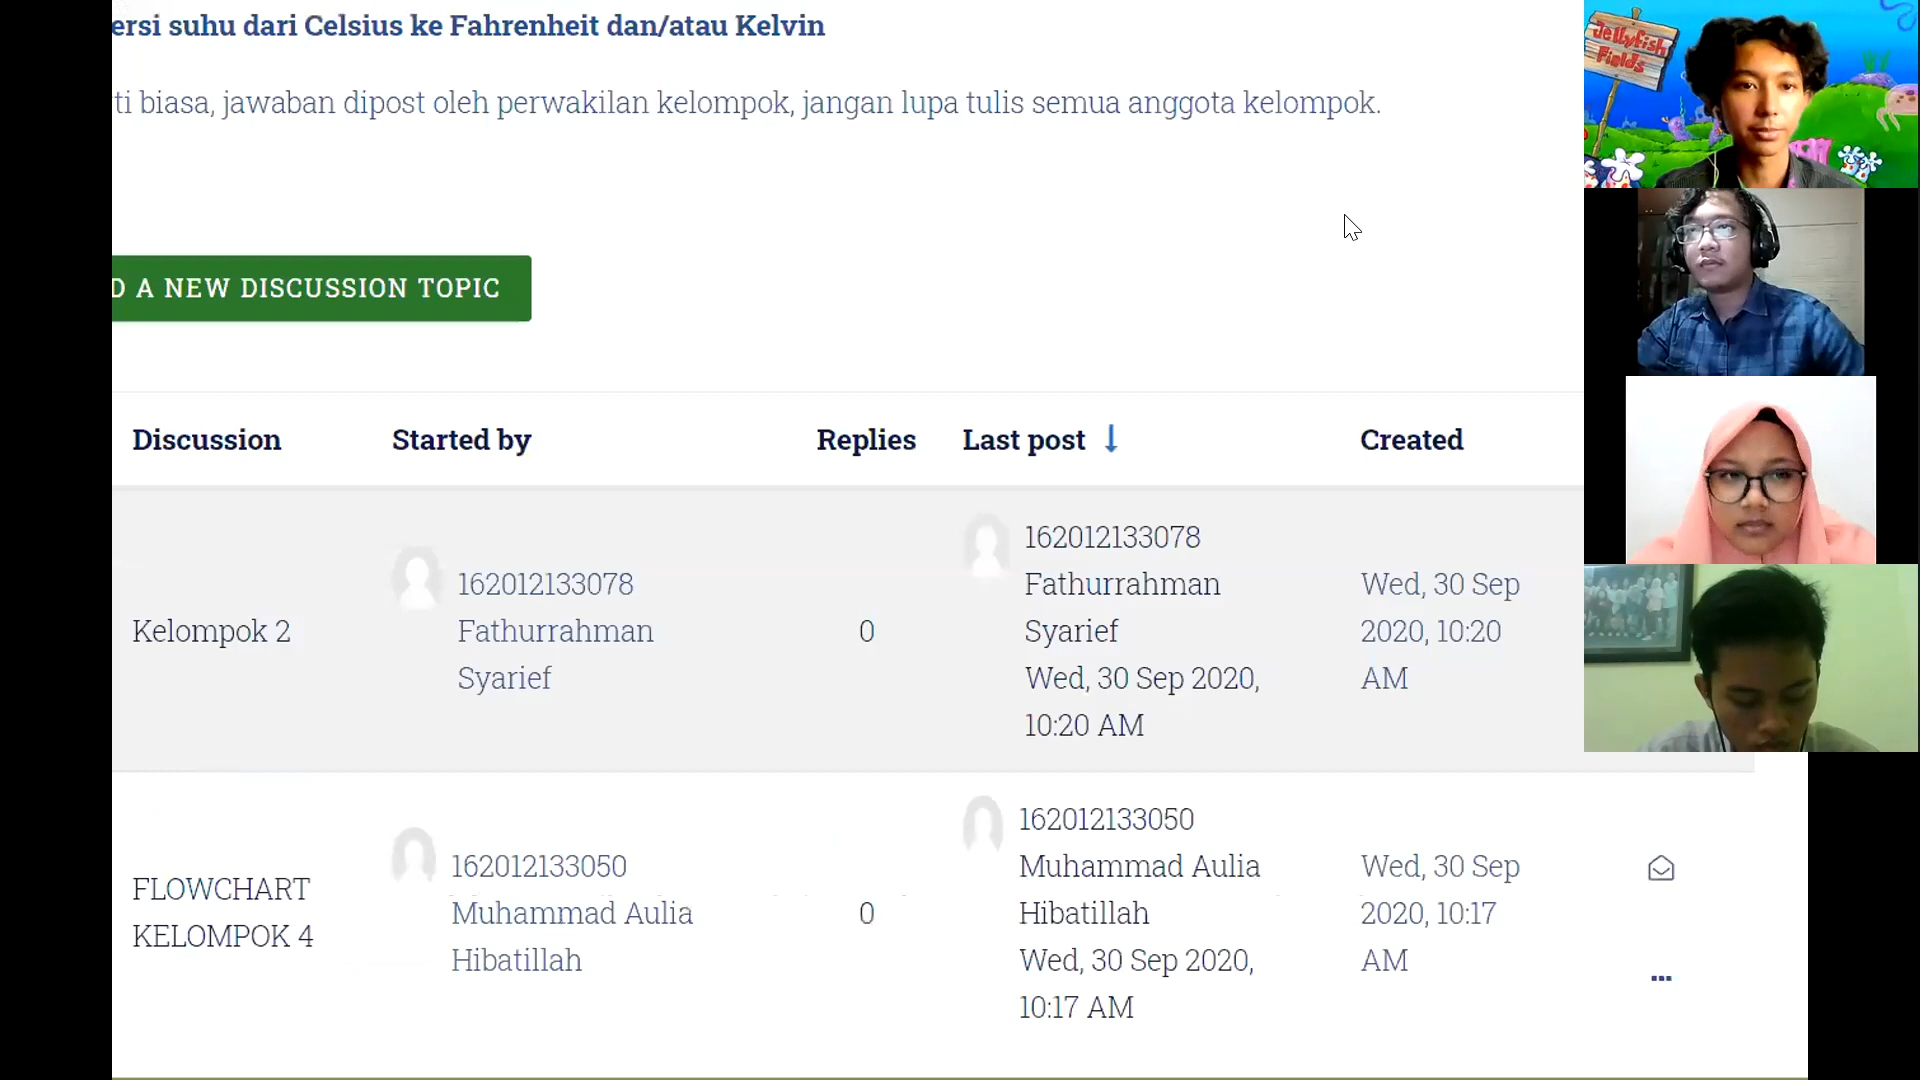 ersi suhu dari Celsius ke Fahrenheit dan/atau Kelvin
ti biasa, jawaban dipost oleh perwakilan kelompok, jangan lupa tulis semua anggota kelompok.
Jellyfish
Fields
D A NEW DISCUSSION TOPIC
Discussion Started by Replies Last post ↓ Created
Kelompok 2
162012133078
Fathurrahman
Syarief
0
162012133078
Fathurrahman
Syarief
Wed, 30 Sep 2020,
10:20 AM
Wed, 30 Sep
2020, 10:20
AM
FLOWCHART
KELOMPOK 4
162012133050
Muhammad Aulia
Hibatillah
0
162012133050
Muhammad Aulia
Hibatillah
Wed, 30 Sep 2020,
10:17 AM
Wed, 30 Sep
2020, 10:17
AM